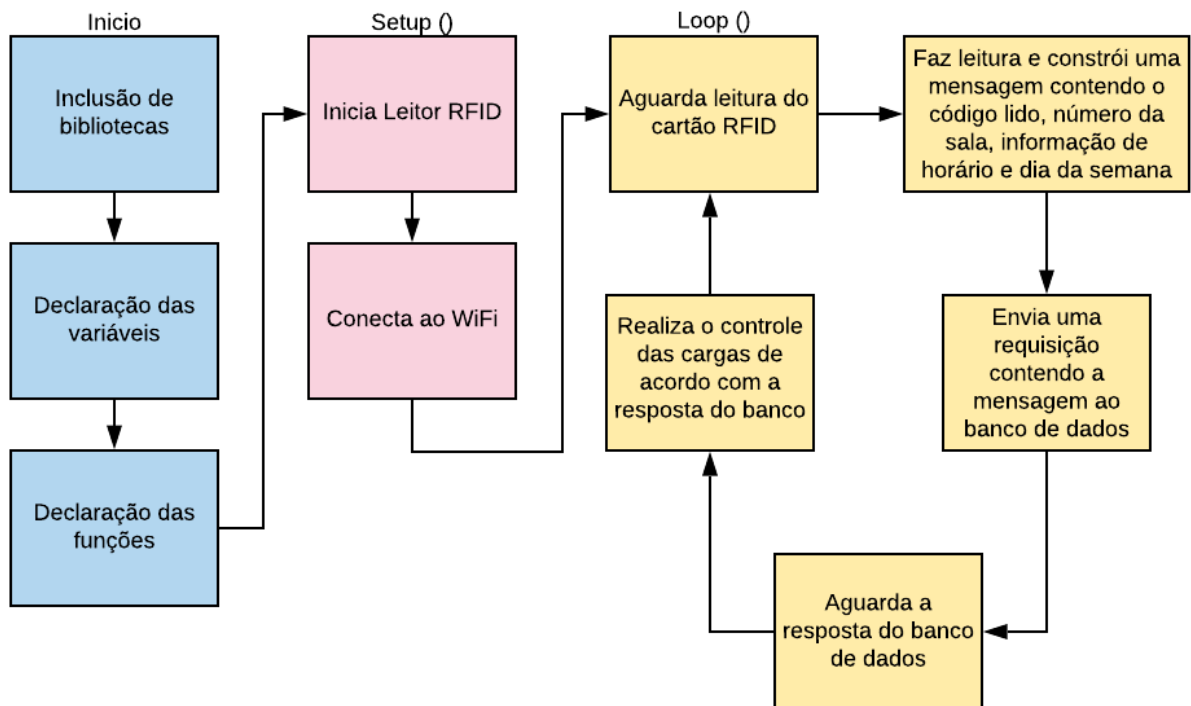 Inicio
Inclusão de
bibliotecas
Declaração das
variáveis
Declaração das
funções
Setup ()
Inicia Leitor RFID
Conecta ao WiFi
Loop ()
Aguarda leitura do
cartão RFID
Faz leitura e constrói uma
mensagem contendo o
código lido, número da
sala, informação de
horário e dia da semana
Envia uma
requisição
contendo a
mensagem ao
banco de dados
Aguarda a
resposta do banco
de dados
Realiza o controle
das cargas de
acordo com a
resposta do banco